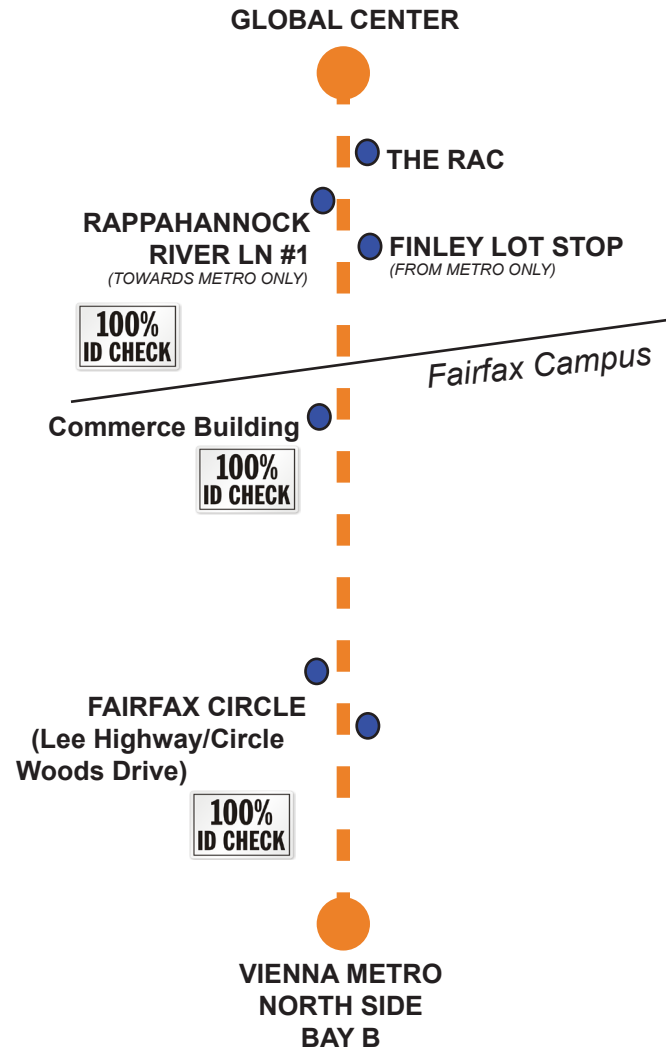 GLOBAL CENTER
THE RAC
RAPPAHANNOCK
RIVER LN #1
(TOWARDS METRO ONLY)
FINLEY LOT STOP
(FROM METRO ONLY)
100%
ID CHECK
Fairfax Campus
Commerce Building
100%
ID CHECK
FAIRFAX CIRCLE
(Lee Highway/Circle
Woods Drive)
100%
ID CHECK
VIENNA METRO
NORTH SIDE
BAY B